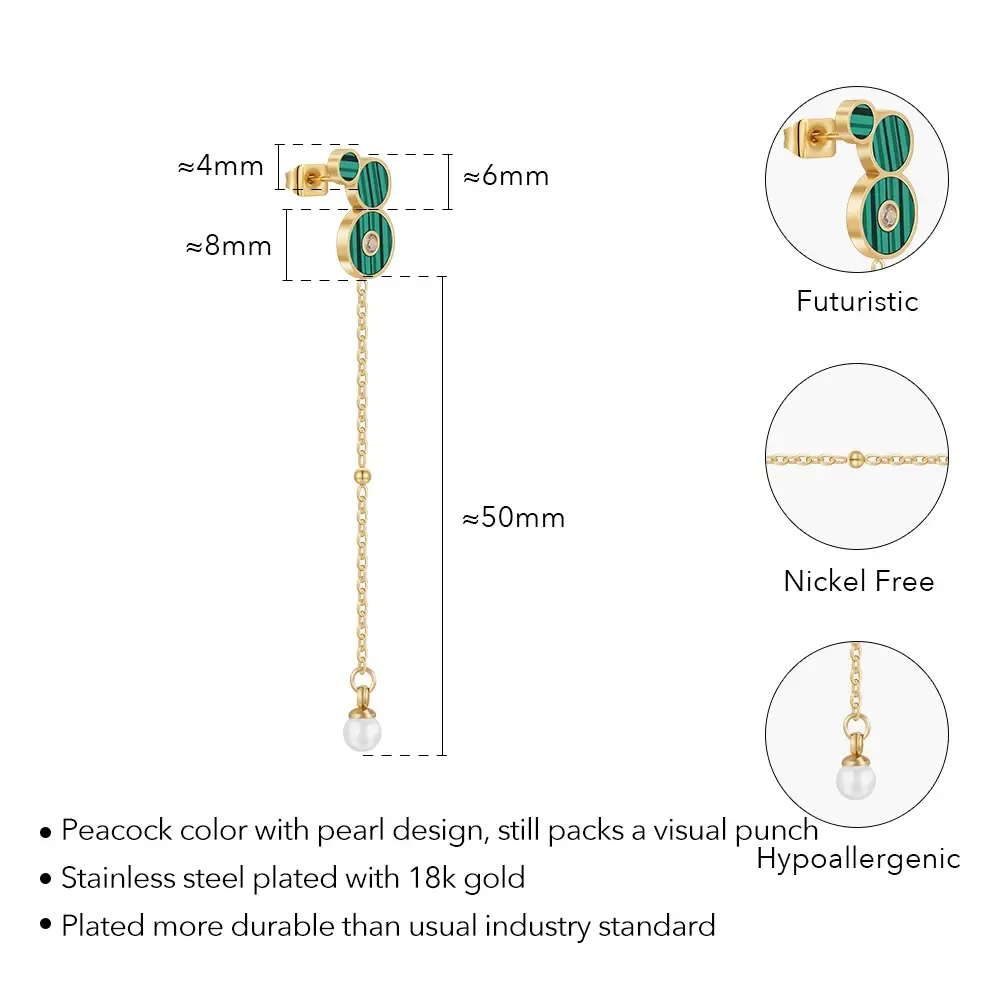 ≈4mm
≈6mm
≈8mm
≈50mm
Futuristic
Nickel Free
Hypoallergenic
• Peacock color with pearl design, still packs a visual punch
• Stainless steel plated with 18k gold
• Plated more durable than usual industry standard